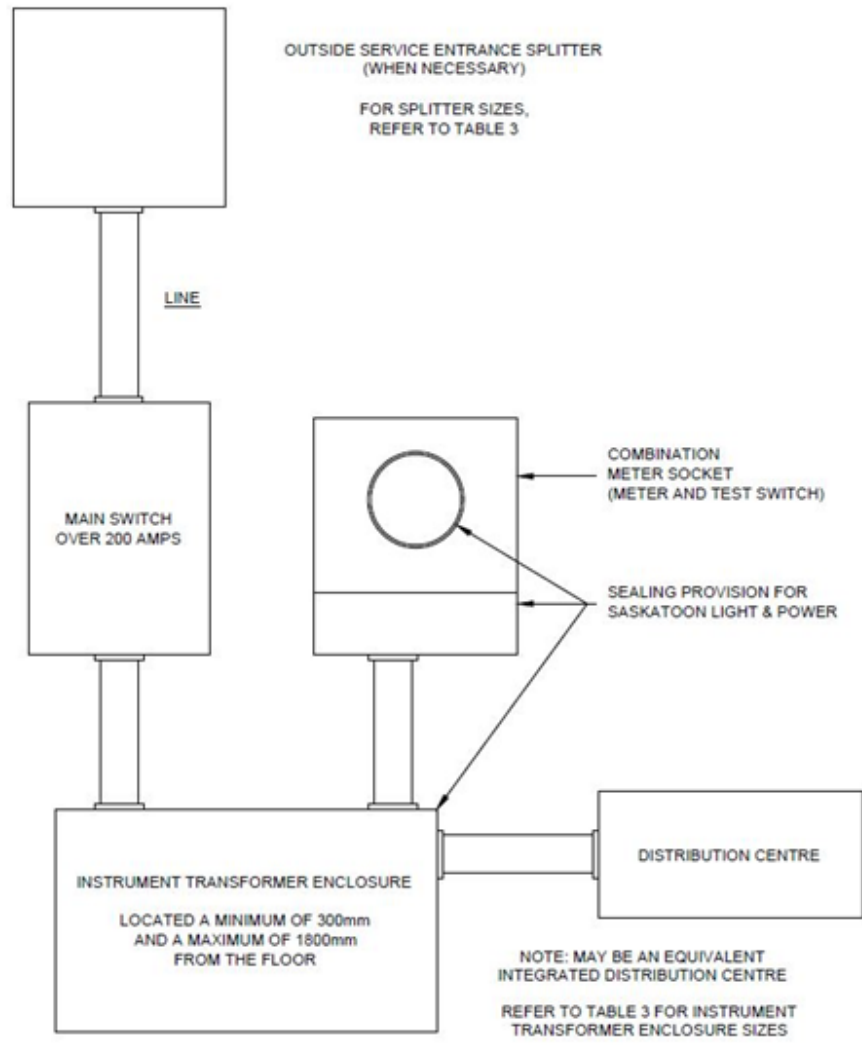 OUTSIDE SERVICE ENTRANCE SPLITTER
(WHEN NECESSARY)
FOR SPLITTER SIZES,
REFER TO TABLE 3
LINE
MAIN SWITCH
OVER 200 AMPS
COMBINATION
METER SOCKET
(METER AND TEST SWITCH)
SEALING PROVISION FOR
SASKATOON LIGHT & POWER
INSTRUMENT TRANSFORMER ENCLOSURE
LOCATED A MINIMUM OF 300mm
AND A MAXIMUM OF 1800mm
FROM THE FLOOR
DISTRIBUTION CENTRE
NOTE: MAY BE AN EQUIVALENT
INTEGRATED DISTRIBUTION CENTRE
REFER TO TABLE 3 FOR INSTRUMENT
TRANSFORMER ENCLOSURE SIZES